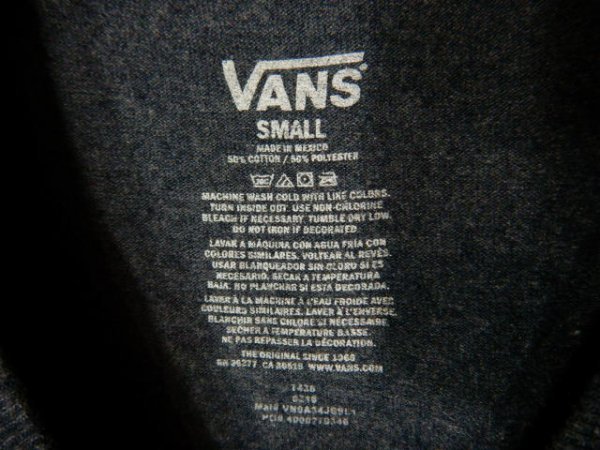 VANS
SMALL
MADE IN MEXICO
50% COTTON / 50% POLYESTER
MACHINE WASH COLD WITH LIKE COLORS.
TURN INSIDE OUT. USE NON-CHLORINE
BLEACH IF NECESSARY. TUMBLE DRY LOW.
DO NOT IRON IF DECORATED.
LAVAR A MÁQUINA CON AGUA FRÍA CON
COLORES SIMILARES. VOLTEAR AL REVÉS.
USAR BLANQUEADOR SIN CLORO SI ES
NECESARIO. SECAR A TEMPERATURA
BAJA. NO PLANCHAR SI ESTÁ DECORADA.
LAVER À LA MACHINE À L'EAU FROIDE AVEC
COULEURS SIMILAIRES. LAVER À L'ENVERSE.
BLANCHIR SANS CHLORE SI NÉCESSAIRE.
SÉCHER À TEMPÉRATURE BASSE.
NE PAS REPASSER LA DÉCORATION.
THE ORIGINAL SINCE 1966
CA WWW.VANS.COM